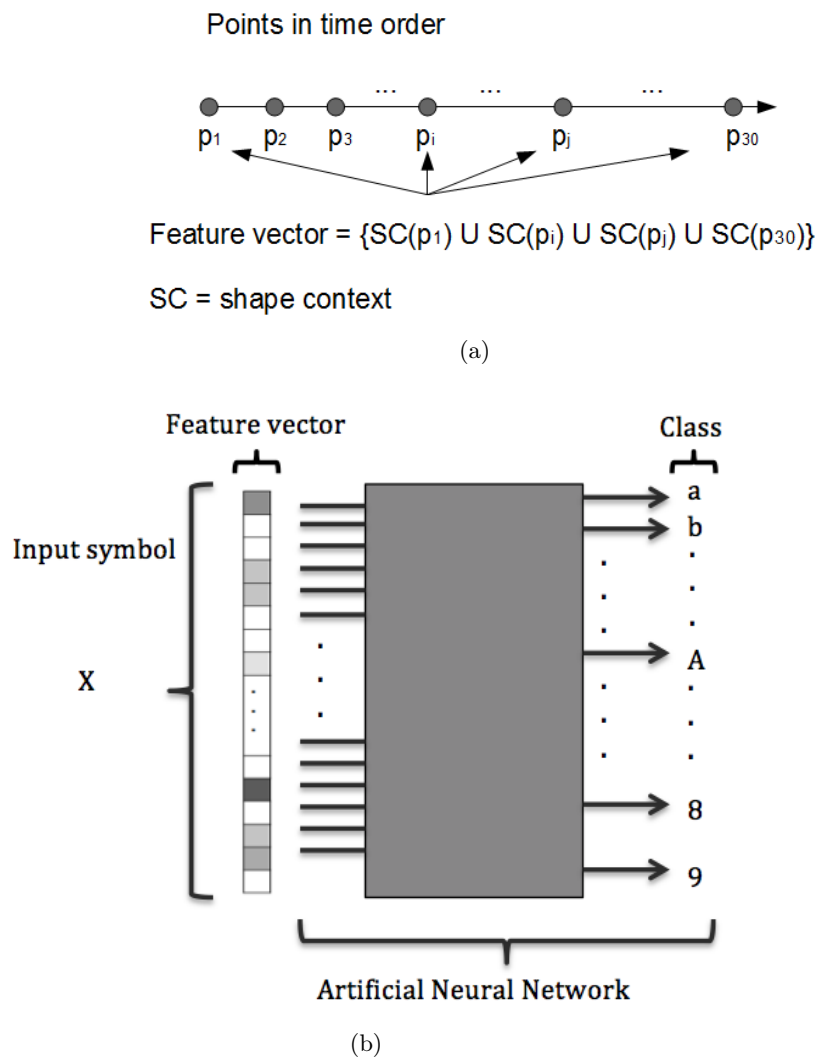 Points in time order
... ... ...
p1 p2 p3 pi pj p30
Feature vector = {SC(p1) U SC(pi) U SC(pj) U SC(p30)}
SC = shape context
(a)
Feature vector
Class
a
b
Input symbol
X
A
8
9
Artificial Neural Network
(b)